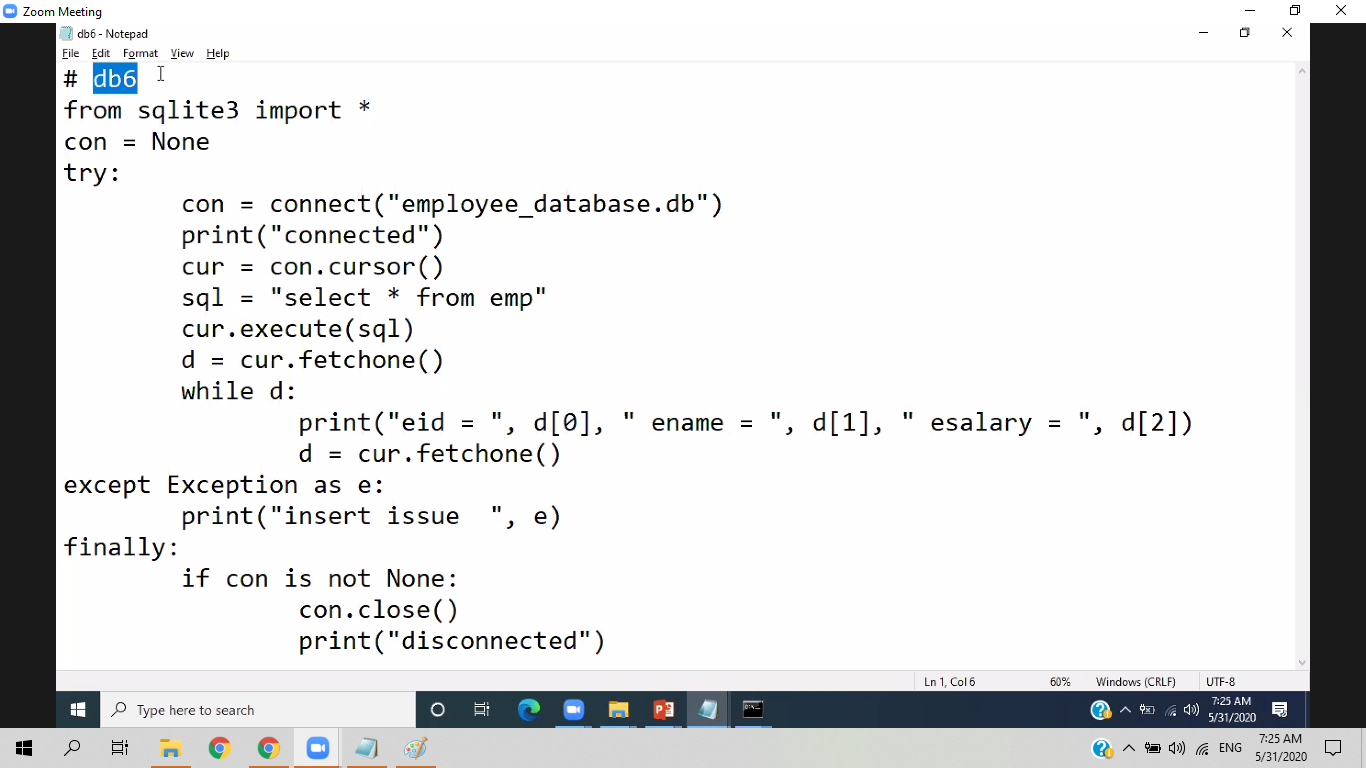 Zoom Meeting
db6 - Notepad
File Edit Format View Help
# db6
from sqlite3 import *
con = None
try:
        con = connect("employee_database.db")
        print("connected")
        cur = con.cursor()
        sql = "select * from emp"
        cur.execute(sql)
        d = cur.fetchone()
        while d:
                print("eid = ", d[0], " ename = ", d[1], " esalary = ", d[2])
                d = cur.fetchone()
except Exception as e:
        print("insert issue  ", e)
finally:
        if con is not None:
                con.close()
                print("disconnected")
Ln 1, Col 6 60% Windows (CRLF) UTF-8
Type here to search
7:25 AM
5/31/2020
ENG
7:25 AM
5/31/2020